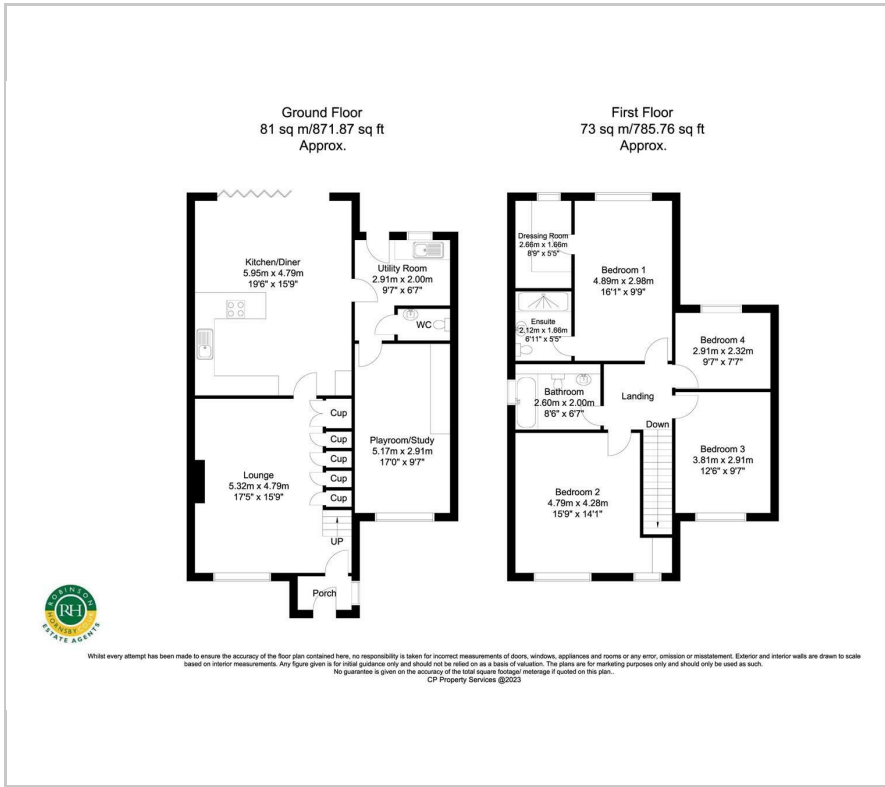 Ground Floor
81 sq m/871.87 sq ft
Approx.
First Floor
73 sq m/785.76 sq ft
Approx.
Kitchen/Diner
5.95m x 4.79m
19'6" x 15'9"
Utility Room
2.91m x 2.00m
9'7" x 6'7"
WC
Cup
Cup
Cup
Cup
Cup
Playroom/Study
5.17m x 2.91m
17'0" x 9'7"
Lounge
5.32m x 4.79m
17'5" x 15'9"
UP
Porch
Dressing Room
2.66m x 1.66m
8'9" x 5'5"
Bedroom 1
4.89m x 2.98m
16'1" x 9'9"
Ensuite
2.12m x 1.66m
6'11" x 5'5"
Bedroom 4
2.91m x 2.32m
9'7" x 7'7"
Bathroom
2.60m x 2.00m
8'6" x 6'7"
Landing
Down
Bedroom 3
3.81m x 2.91m
12'6" x 9'7"
Bedroom 2
4.79m x 4.28m
15'9" x 14'1"
ROBINSON
RH
HORNSBY
ESTATE AGENTS
Whilst every attempt has been made to ensure the accuracy of the floor plan contained here, no responsibility is taken for incorrect measurements of doors, windows, appliances and rooms or any error, omission or misstatement. Exterior and interior walls are drawn to scale
based on interior measurements. Any figure given is for initial guidance only and should not be relied on as a basis of valuation. The plans are for marketing purposes only and should only be used as such.
No guarantee is given on the accuracy of the total square footage/ meterage if quoted on this plan..
CP Property Services @2023